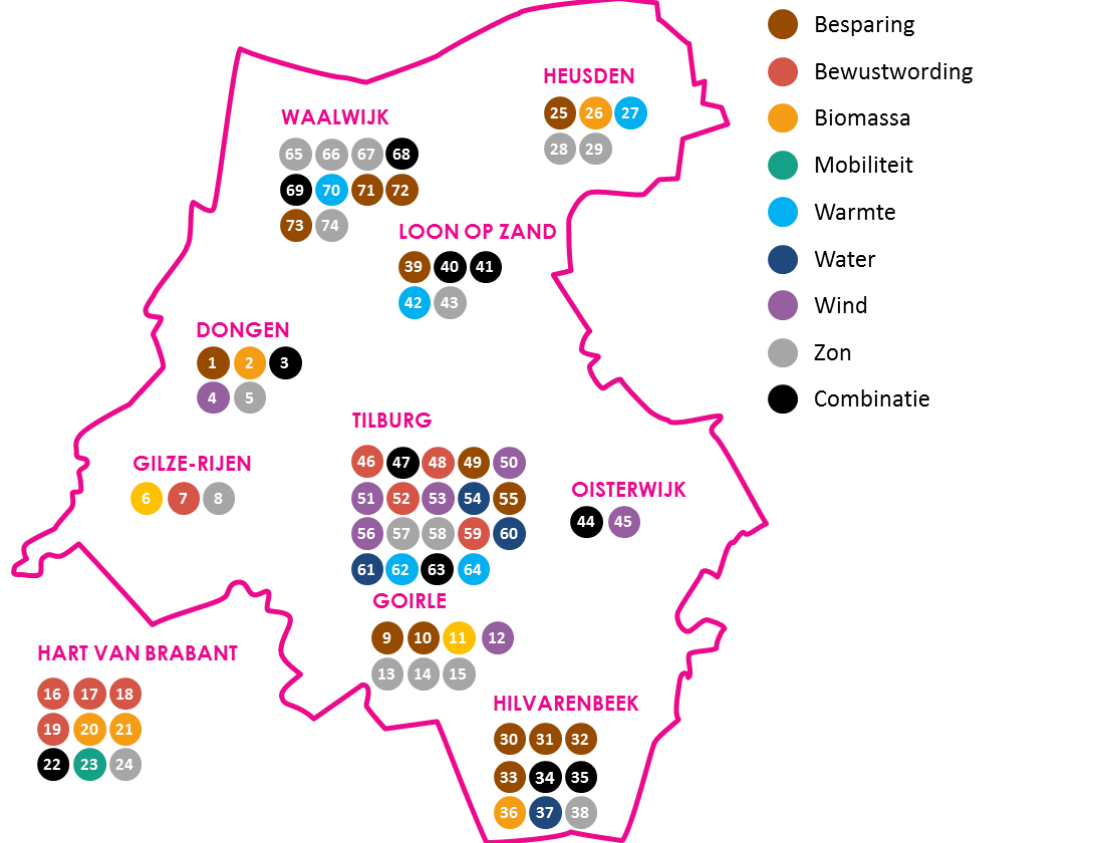 HEUSDEN
25 26 27
28 29
WAALWIJK
65 66 67 68
69 70 71 72
73 74
LOON OP ZAND
39 40 41
42 43
DONGEN
1 2 3
4 5
TILBURG
46 47 48 49 50
51 52 53 54 55
56 57 58 59 60
61 62 63 64
GILZE-RIJEN
6 7 8
OISTERWIJK
44 45
GOIRLE
9 10 11 12
13 14 15
HART VAN BRABANT
16 17 18
19 20 21
22 23 24
HILVARENBEEK
30 31 32
33 34 35
36 37 38
Besparing
Bewustwording
Biomassa
Mobiliteit
Warmte
Water
Wind
Zon
Combinatie